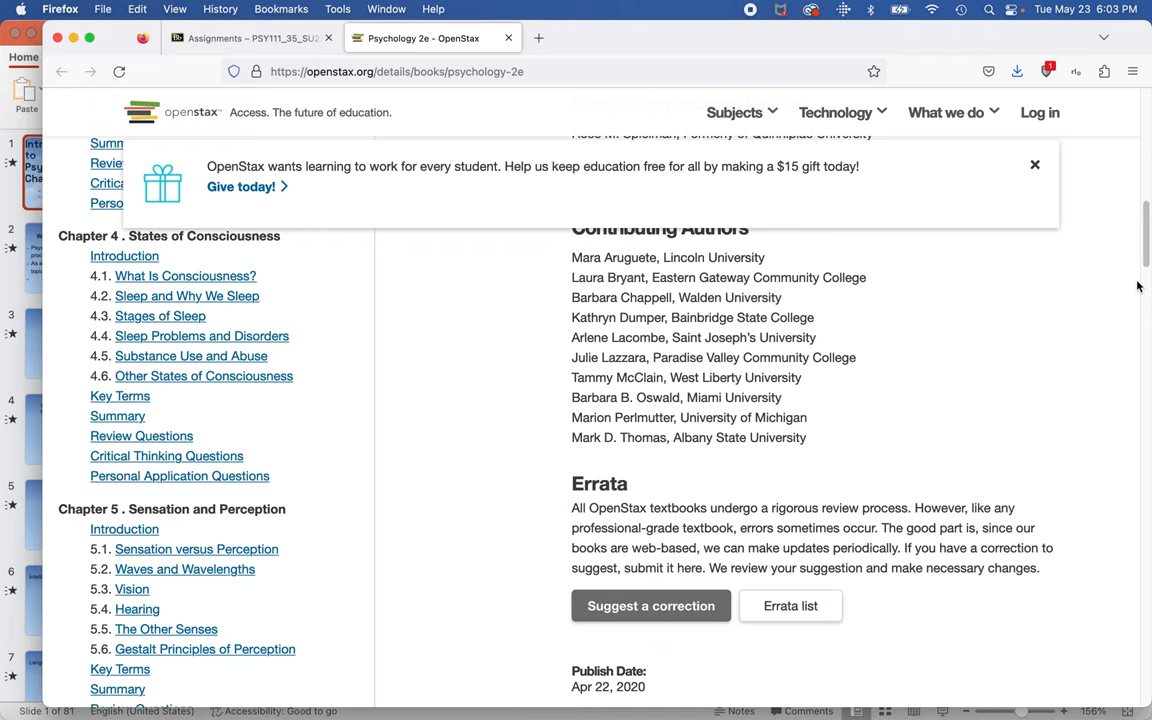 Firefox File Edit View History Bookmarks Tools Window Help
Tue May 23 6:03 PM
Assignments – PSY111_35_SU2
Psychology 2e - OpenStax
https://openstax.org/details/books/psychology-2e
1
Home
Paste
openstax™ Access. The future of education.
Subjects Technology What we do Log in
OpenStax wants learning to work for every student. Help us keep education free for all by making a $15 gift today!
Give today!
Chapter 4 . States of Consciousness
Introduction
4.1. What Is Consciousness?
4.2. Sleep and Why We Sleep
4.3. Stages of Sleep
4.4. Sleep Problems and Disorders
4.5. Substance Use and Abuse
4.6. Other States of Consciousness
Key Terms
Summary
Review Questions
Critical Thinking Questions
Personal Application Questions
Chapter 5 . Sensation and Perception
Introduction
5.1. Sensation versus Perception
5.2. Waves and Wavelengths
5.3. Vision
5.4. Hearing
5.5. The Other Senses
5.6. Gestalt Principles of Perception
Key Terms
Summary
Review Questions
Contributing Authors
Mara Aruguete, Lincoln University
Laura Bryant, Eastern Gateway Community College
Barbara Chappell, Walden University
Kathryn Dumper, Bainbridge State College
Arlene Lacombe, Saint Joseph's University
Julie Lazzara, Paradise Valley Community College
Tammy McClain, West Liberty University
Barbara B. Oswald, Miami University
Marion Perlmutter, University of Michigan
Mark D. Thomas, Albany State University
Errata
All OpenStax textbooks undergo a rigorous review process. However, like any
professional-grade textbook, errors sometimes occur. The good part is, since our
books are web-based, we can make updates periodically. If you have a correction to
suggest, submit it here. We review your suggestion and make necessary changes.
Suggest a correction
Errata list
Publish Date:
Apr 22, 2020
1
2
3
4
5
6
7
Slide 1 of 81 English (United States) Accessibility: Good to go
Notes Comments 156%